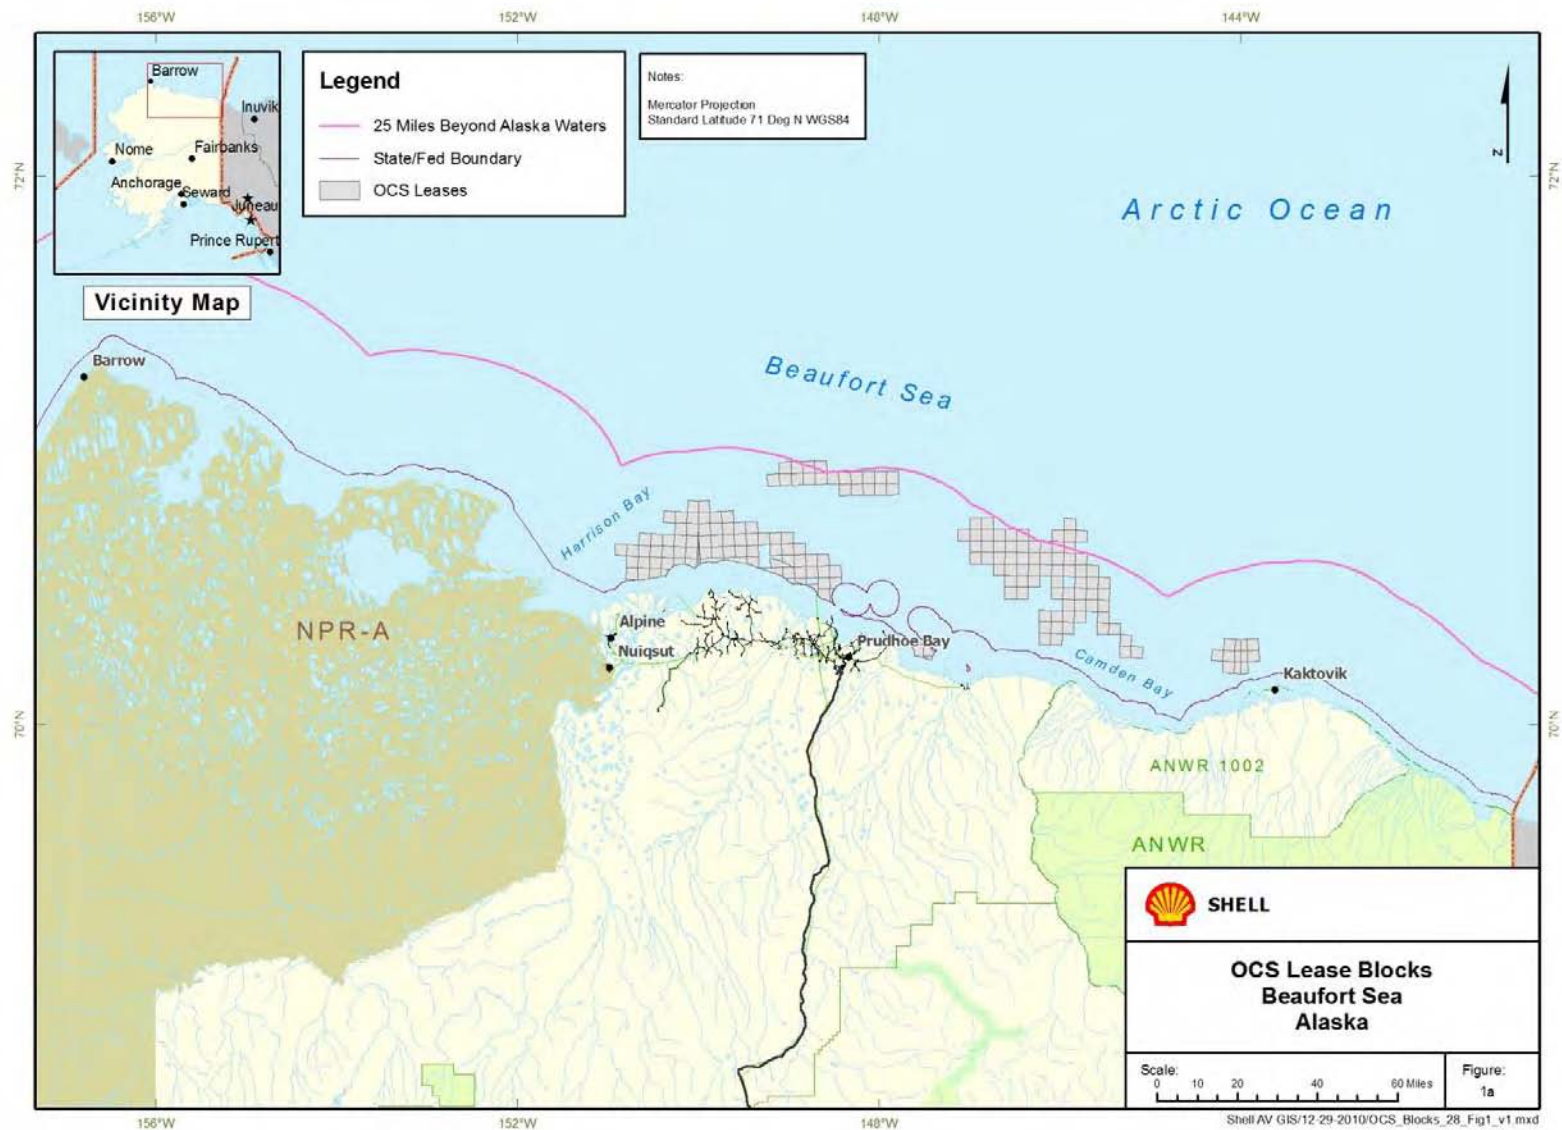 156°W 152°W 148°W 144°W
72°N
72°N
70°N
70°N
Barrow
Inuvik
Nome
Fairbanks
Anchorage
Seward
Juneau
Prince Rupert
Vicinity Map
Legend
25 Miles Beyond Alaska Waters
State/Fed Boundary
OCS Leases
Notes:
Mercator Projection
Standard Latitude 71 Deg N WGS84
N
Arctic Ocean
Beaufort Sea
Barrow
Harrison Bay
NPR-A
Alpine
Nuiqsut
Prudhoe Bay
Camden Bay
Kaktovik
ANWR 1002
ANWR
SHELL
OCS Lease Blocks
Beaufort Sea
Alaska
Scale:
0 10 20 40 60 Miles
Figure:
1a
156°W 152°W 148°W
Shell AV GIS/12-29-2010/OCS_Blocks_28_Fig1_v1.mxd